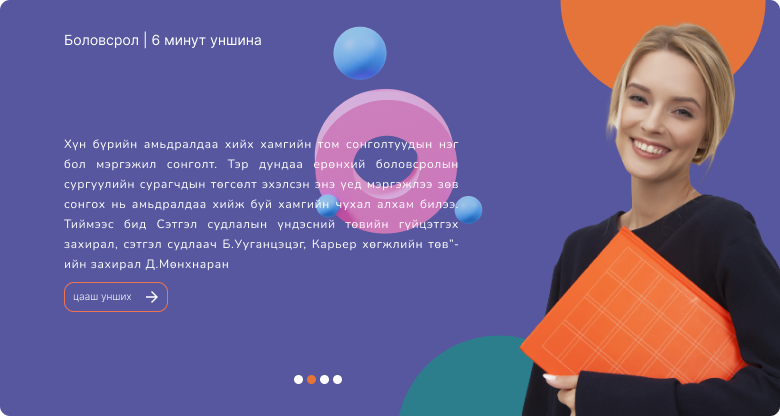 Боловсрол | 6 минут уншина
Хүн бүрийн амьдралдаа хийх хамгийн том сонголтуудын нэг
бол мэргэжил сонголт. Тэр дундаа ерөнхий боловсролын
сургуулийн сурагчдын төгсөлт эхэлсэн энэ үед мэргэжлээ зөв
сонгох нь амьдралдаа хийж буй хамгийн чухал алхам билээ.
Тиймээс бид Сэтгэл судлалын үндэсний төвийн гүйцэтгэх
захирал, сэтгэл судлаач Б.Ууганцэцэг, Карьер хөгжлийн төв"-
ийн захирал Д.Мөнхнаран
цааш унших